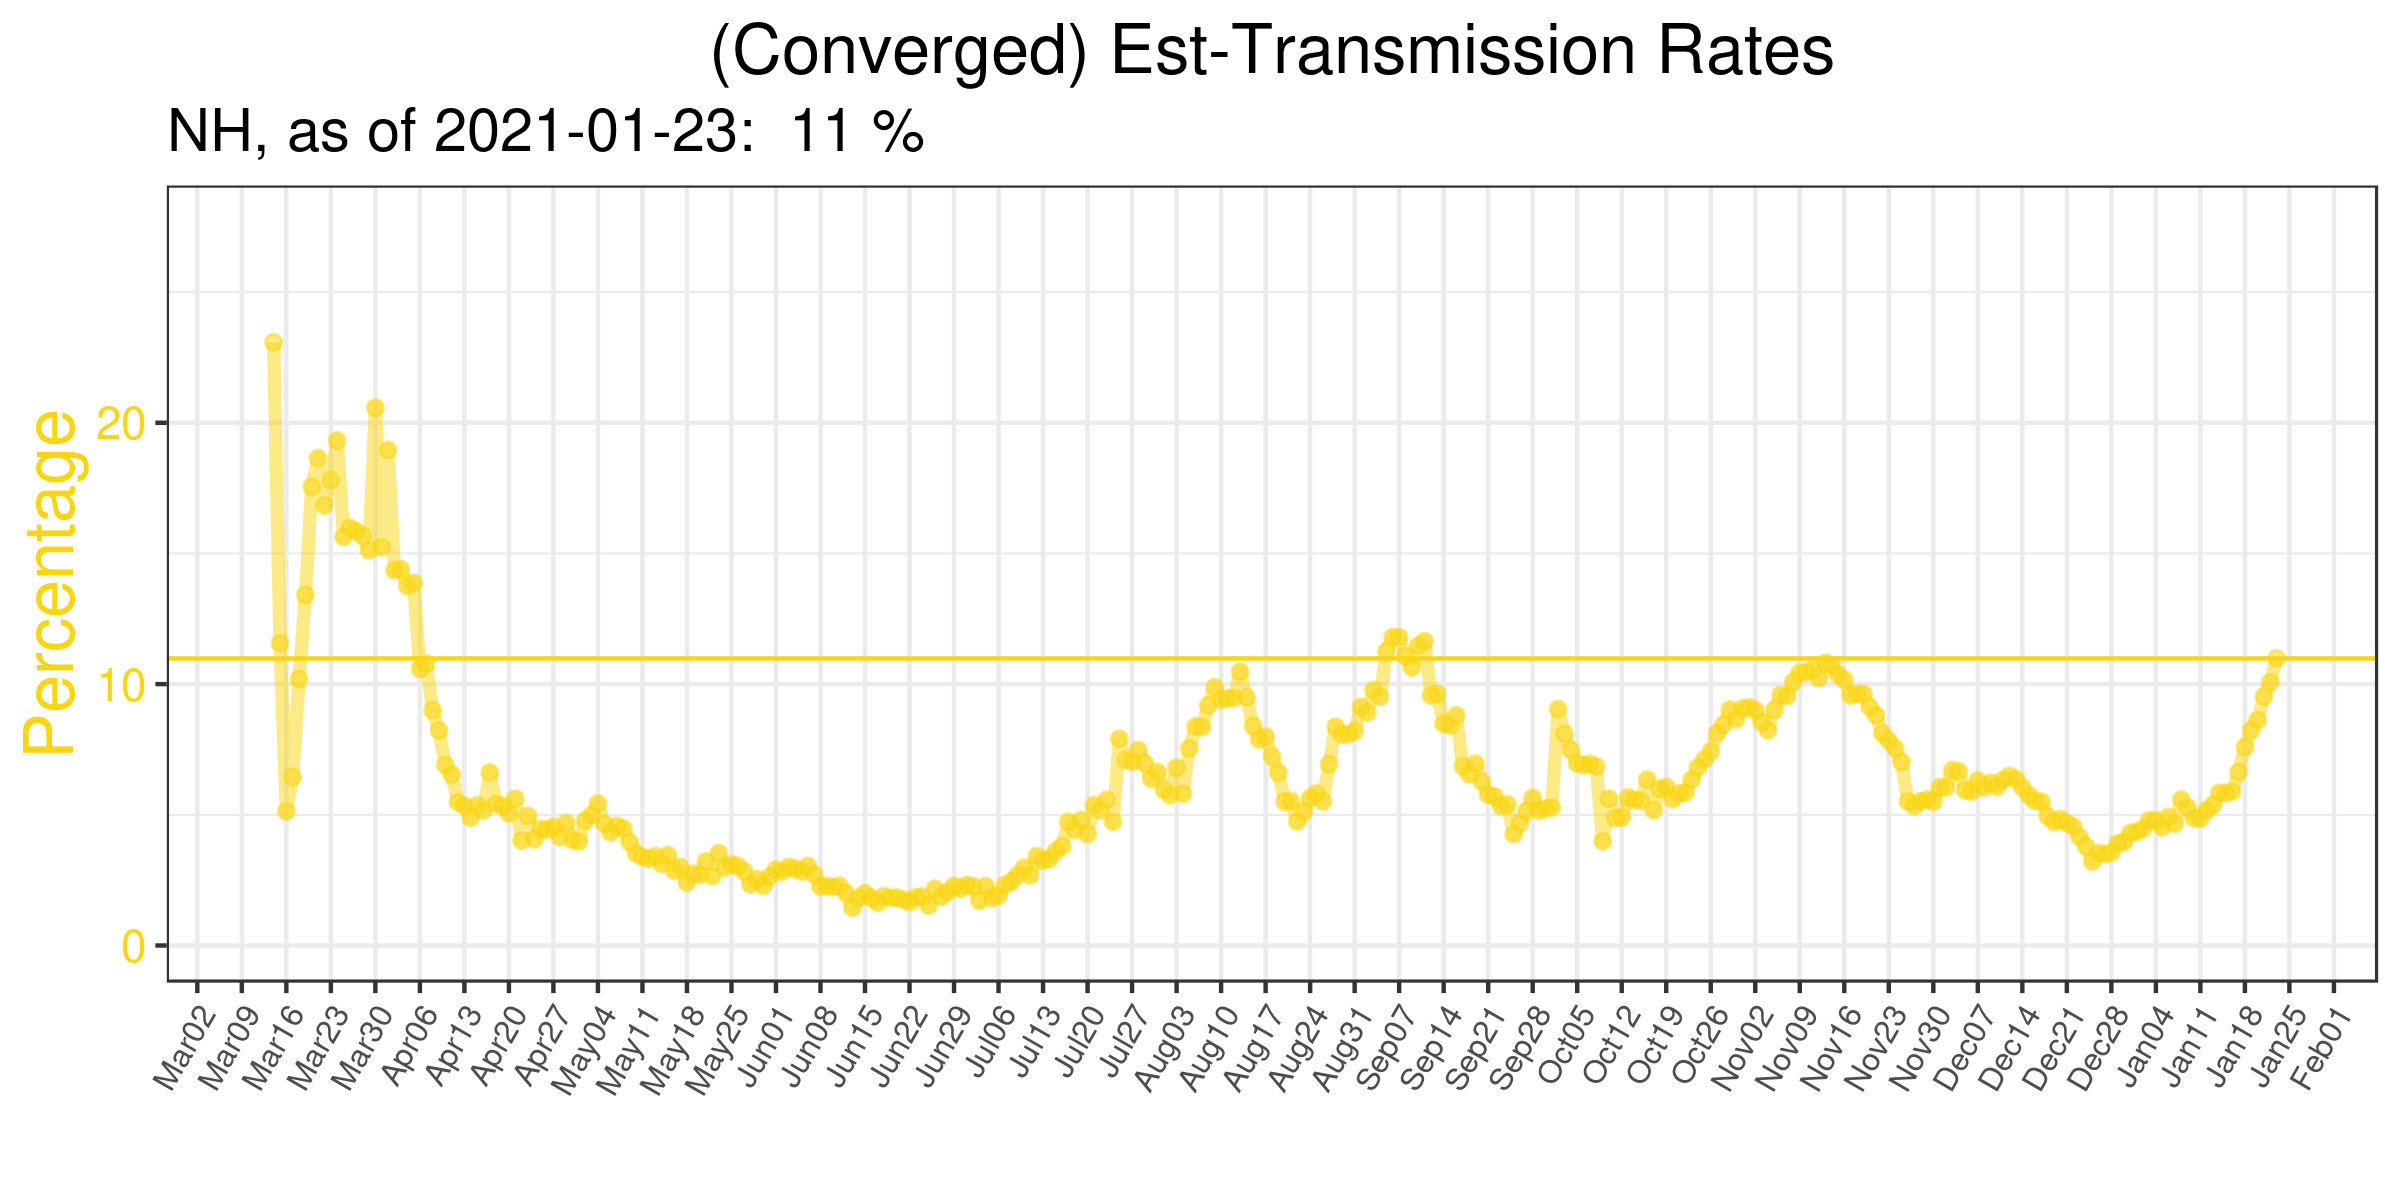 (Converged) Est-Transmission Rates
NH, as of 2021-01-23:  11 %
Percentage
20
10
0
Mar02
Mar09
Mar16
Mar23
Mar30
Apr06
Apr13
Apr20
Apr27
May04
May11
May18
May25
Jun01
Jun08
Jun15
Jun22
Jun29
Jul06
Jul13
Jul20
Jul27
Aug03
Aug10
Aug17
Aug24
Aug31
Sep07
Sep14
Sep21
Sep28
Oct05
Oct12
Oct19
Oct26
Nov02
Nov09
Nov16
Nov23
Nov30
Dec07
Dec14
Dec21
Dec28
Jan04
Jan11
Jan18
Jan25
Feb01